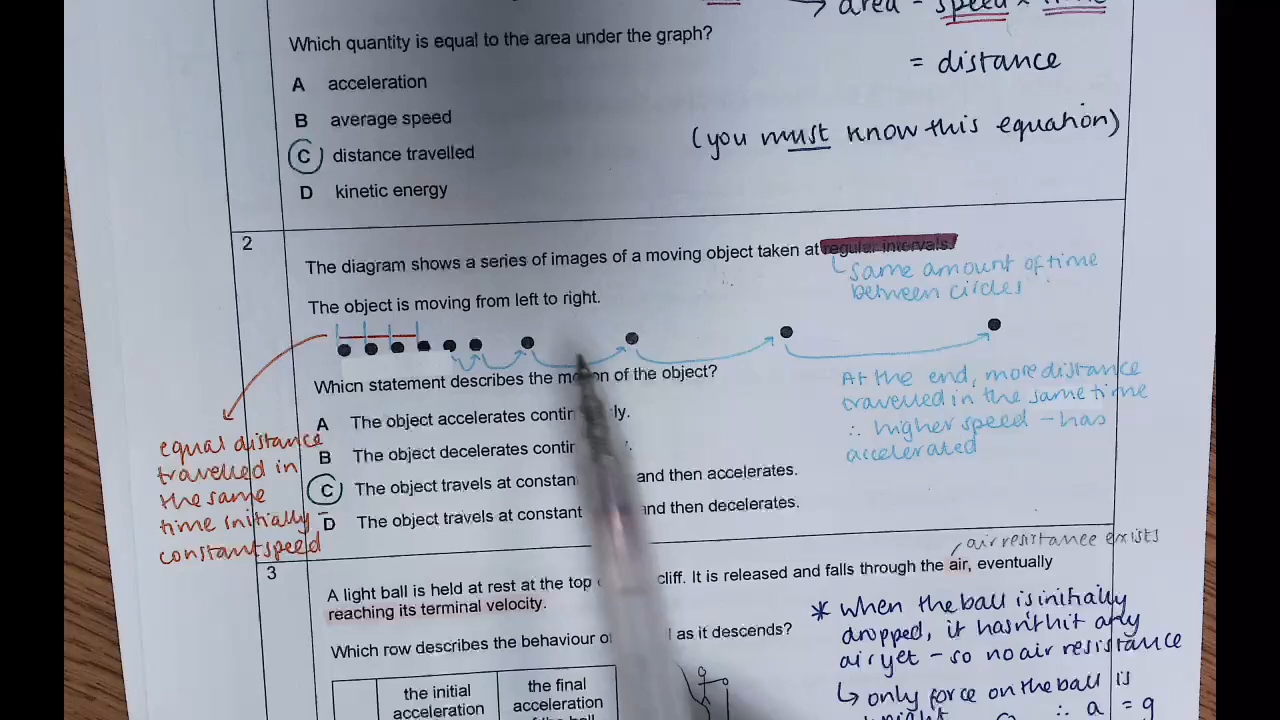 → area = speed ×
Which quantity is equal to the area under the graph?
= distance
A acceleration
B average speed
(you must know this equation)
C distance travelled
D kinetic energy
2
The diagram shows a series of images of a moving object taken at regular intervals.
same amount of time
between circles
The object is moving from left to right.
Which statement describes the motion of the object?
At the end, more distance
travelled in the same time
∴ higher speed – has
accelerated
A The object accelerates
B The object decelerates
C The object travels at and then accelerates.
D The object travels at constant and then decelerates.
equal distance
travelled in
the same
time initially –
constant speed
3
air resistance exists
A light ball is held at rest at the top cliff. It is released and falls through the air, eventually
reaching its terminal velocity.
Which row describes the behaviour as it descends?
* when the ball is initially
dropped, it hasn't hit any
air yet – so no air resistance
↳ only force on the ball is
∴ a = g
the initial
acceleration
the final
acceleration